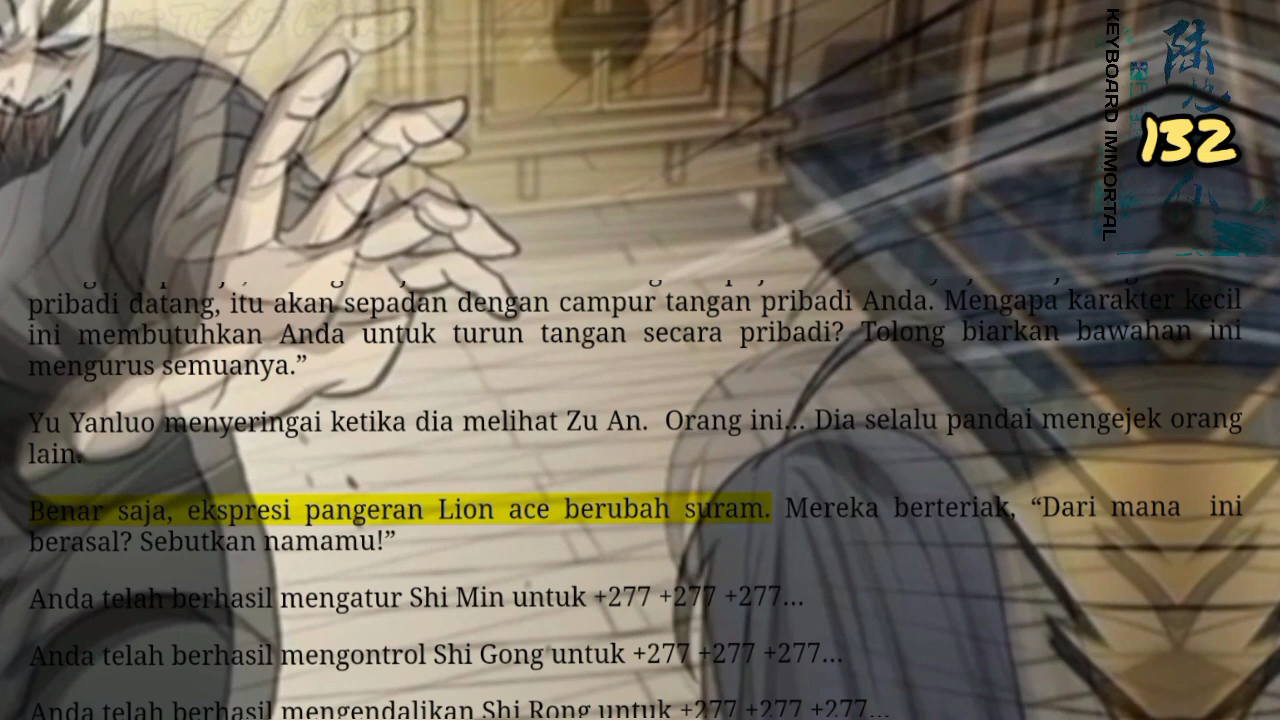 KEYBOARD IMMORTAL
陆
132
pribadi datang, itu akan sepadan dengan campur tangan pribadi Anda. Mengapa karakter kecil
ini membutuhkan Anda untuk turun tangan secara pribadi? Tolong biarkan bawahan ini
mengurus semuanya.”
Yu Yanluo menyeringai ketika dia melihat Zu An.  Orang ini... Dia selalu pandai mengejek orang
lain.
Benar saja, ekspresi pangeran Lion ace berubah suram. Mereka berteriak, “Dari mana  ini
berasal? Sebutkan namamu!”
Anda telah berhasil mengatur Shi Min untuk +277 +277 +277...
Anda telah berhasil mengontrol Shi Gong untuk +277 +277 +277...
Anda telah berhasil mengendalikan Shi Rong untuk +277 +277 +277...